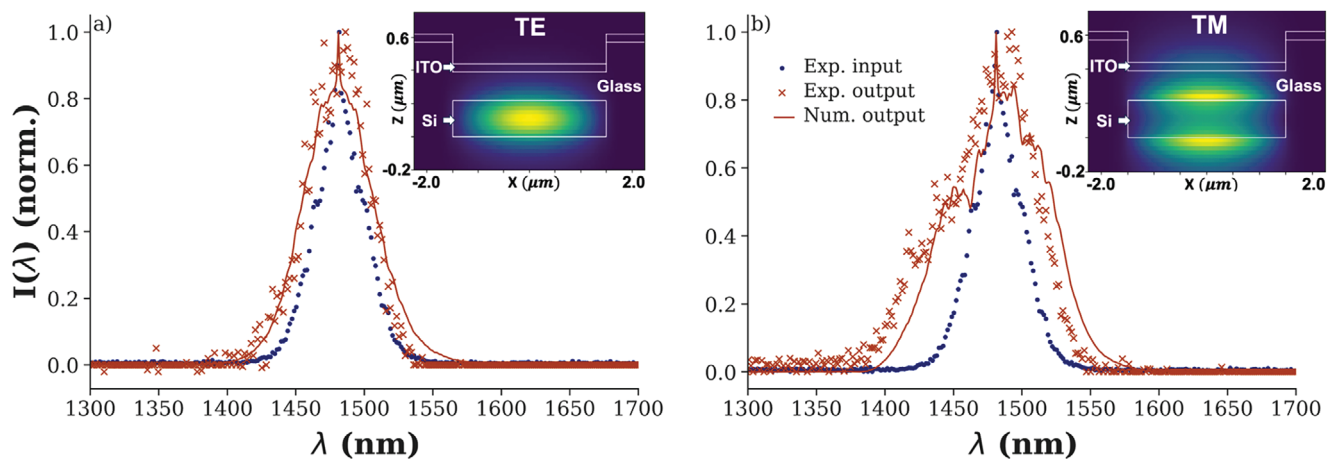 a)
I(λ) (norm.)
1.0
0.8
0.6
0.4
0.2
0.0
1300 1350 1400 1450 1500 1550 1600 1650 1700
λ (nm)
TE
0.6
ITO
Glass
Z (μm)
Si
-0.2
-2.0 X (μm) 2.0
b)
1.0
0.8
0.6
0.4
0.2
0.0
1300 1350 1400 1450 1500 1550 1600 1650 1700
λ (nm)
Exp. input
Exp. output
Num. output
TM
0.6
ITO
Glass
Z (μm)
Si
-0.2
-2.0 X (μm) 2.0